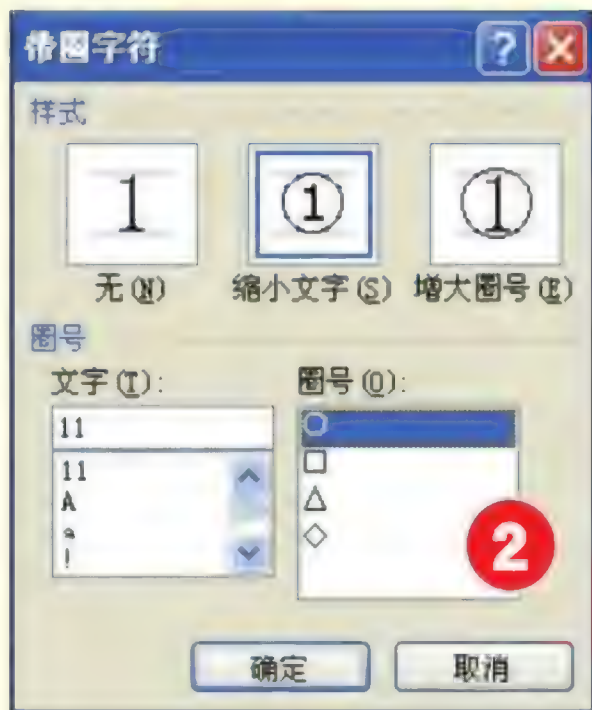 带圈字符
样式
1
①
①
无(N)
缩小文字(S)
增大圈号(E)
圈号
文字(T):
圈号(O):
11
11
A
a
!
○
□
△
◇
2
确定
取消